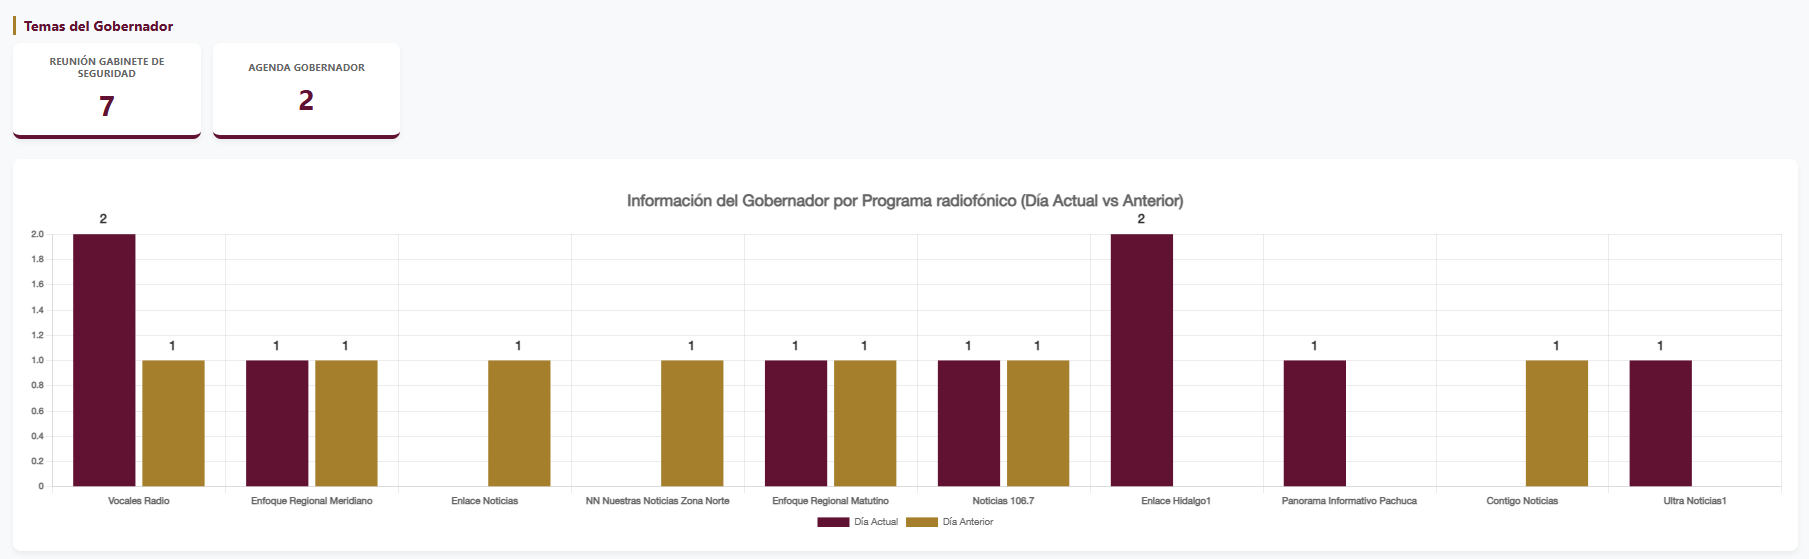 Temas del Gobernador
REUNIÓN GABINETE DE
SEGURIDAD
7
AGENDA GOBERNADOR
2
Información del Gobernador por Programa radiofónico (Día Actual vs Anterior)
2
2
2.0
1.8
1.6
1.4
1.2
1 1 1 1 1 1 1 1 1 1 1 1
1.0
0.8
0.6
0.4
0.2
0
Vocales Radio
Enfoque Regional Meridiano
Enlace Noticias
NN Nuestras Noticias Zona Norte
Enfoque Regional Matutino
Noticias 106.7
Enlace Hidalgo1
Panorama Informativo Pachuca
Contigo Noticias
Ultra Noticias1
Día Actual
Día Anterior